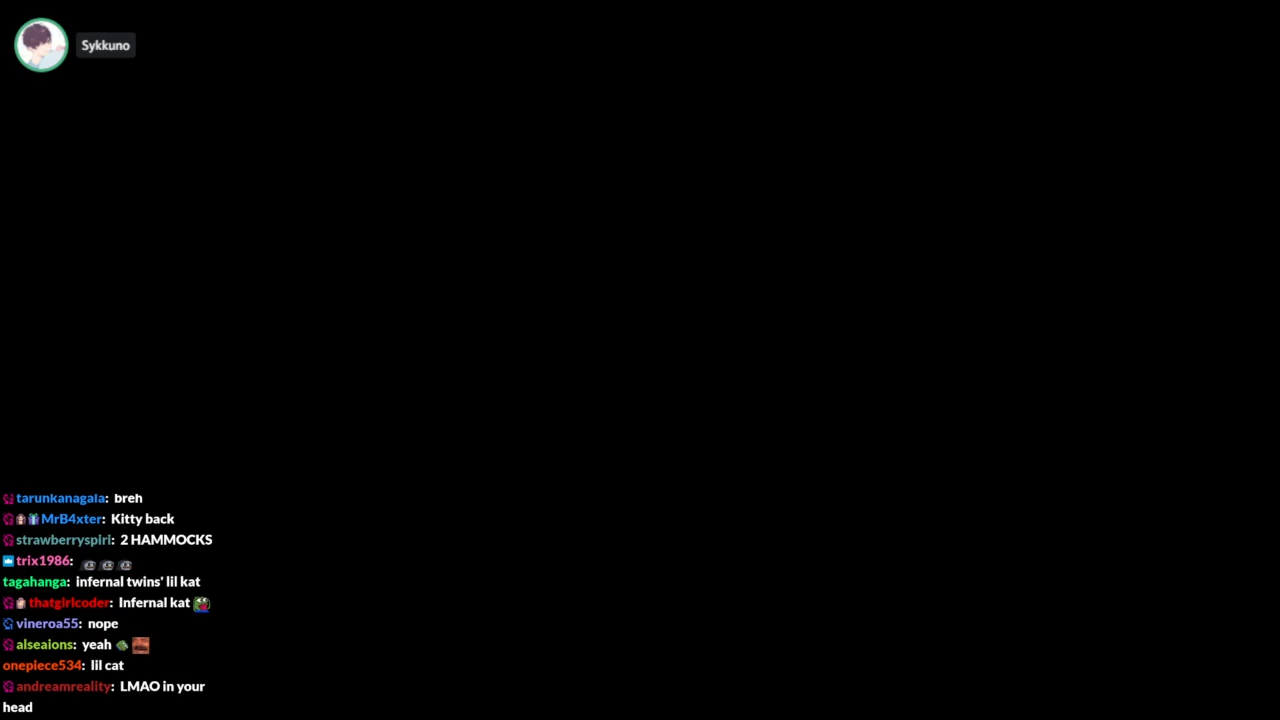 Sykkuno
tarunkanagala: breh
MrB4xter: Kitty back
strawberryspiri: 2 HAMMOCKS
trix1986:
tagahanga: infernal twins' lil kat
thatgirlcoder: Infernal kat
vineroa55: nope
alseaions: yeah
onepiece534: lil cat
andreamreality: LMAO in your
head